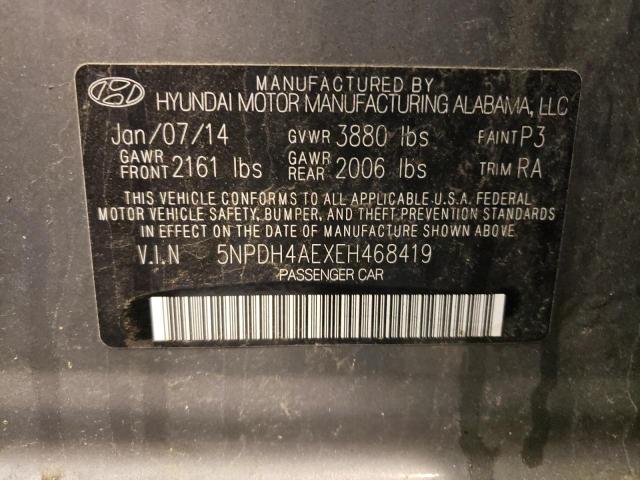 MANUFACTURED BY
HYUNDAI MOTOR MANUFACTURING ALABAMA, LLC
Jan/07/14 GVWR 3880 lbs PAINT P3
GAWR FRONT 2161 lbs GAWR REAR 2006 lbs TRIM RA
THIS VEHICLE CONFORMS TO ALL APPLICABLE U.S.A. FEDERAL
MOTOR VEHICLE SAFETY, BUMPER, AND THEFT PREVENTION STANDARDS
IN EFFECT ON THE DATE OF MANUFACTURE SHOWN ABOVE.
V.I.N 5NPDH4AEXEH468419
PASSENGER CAR